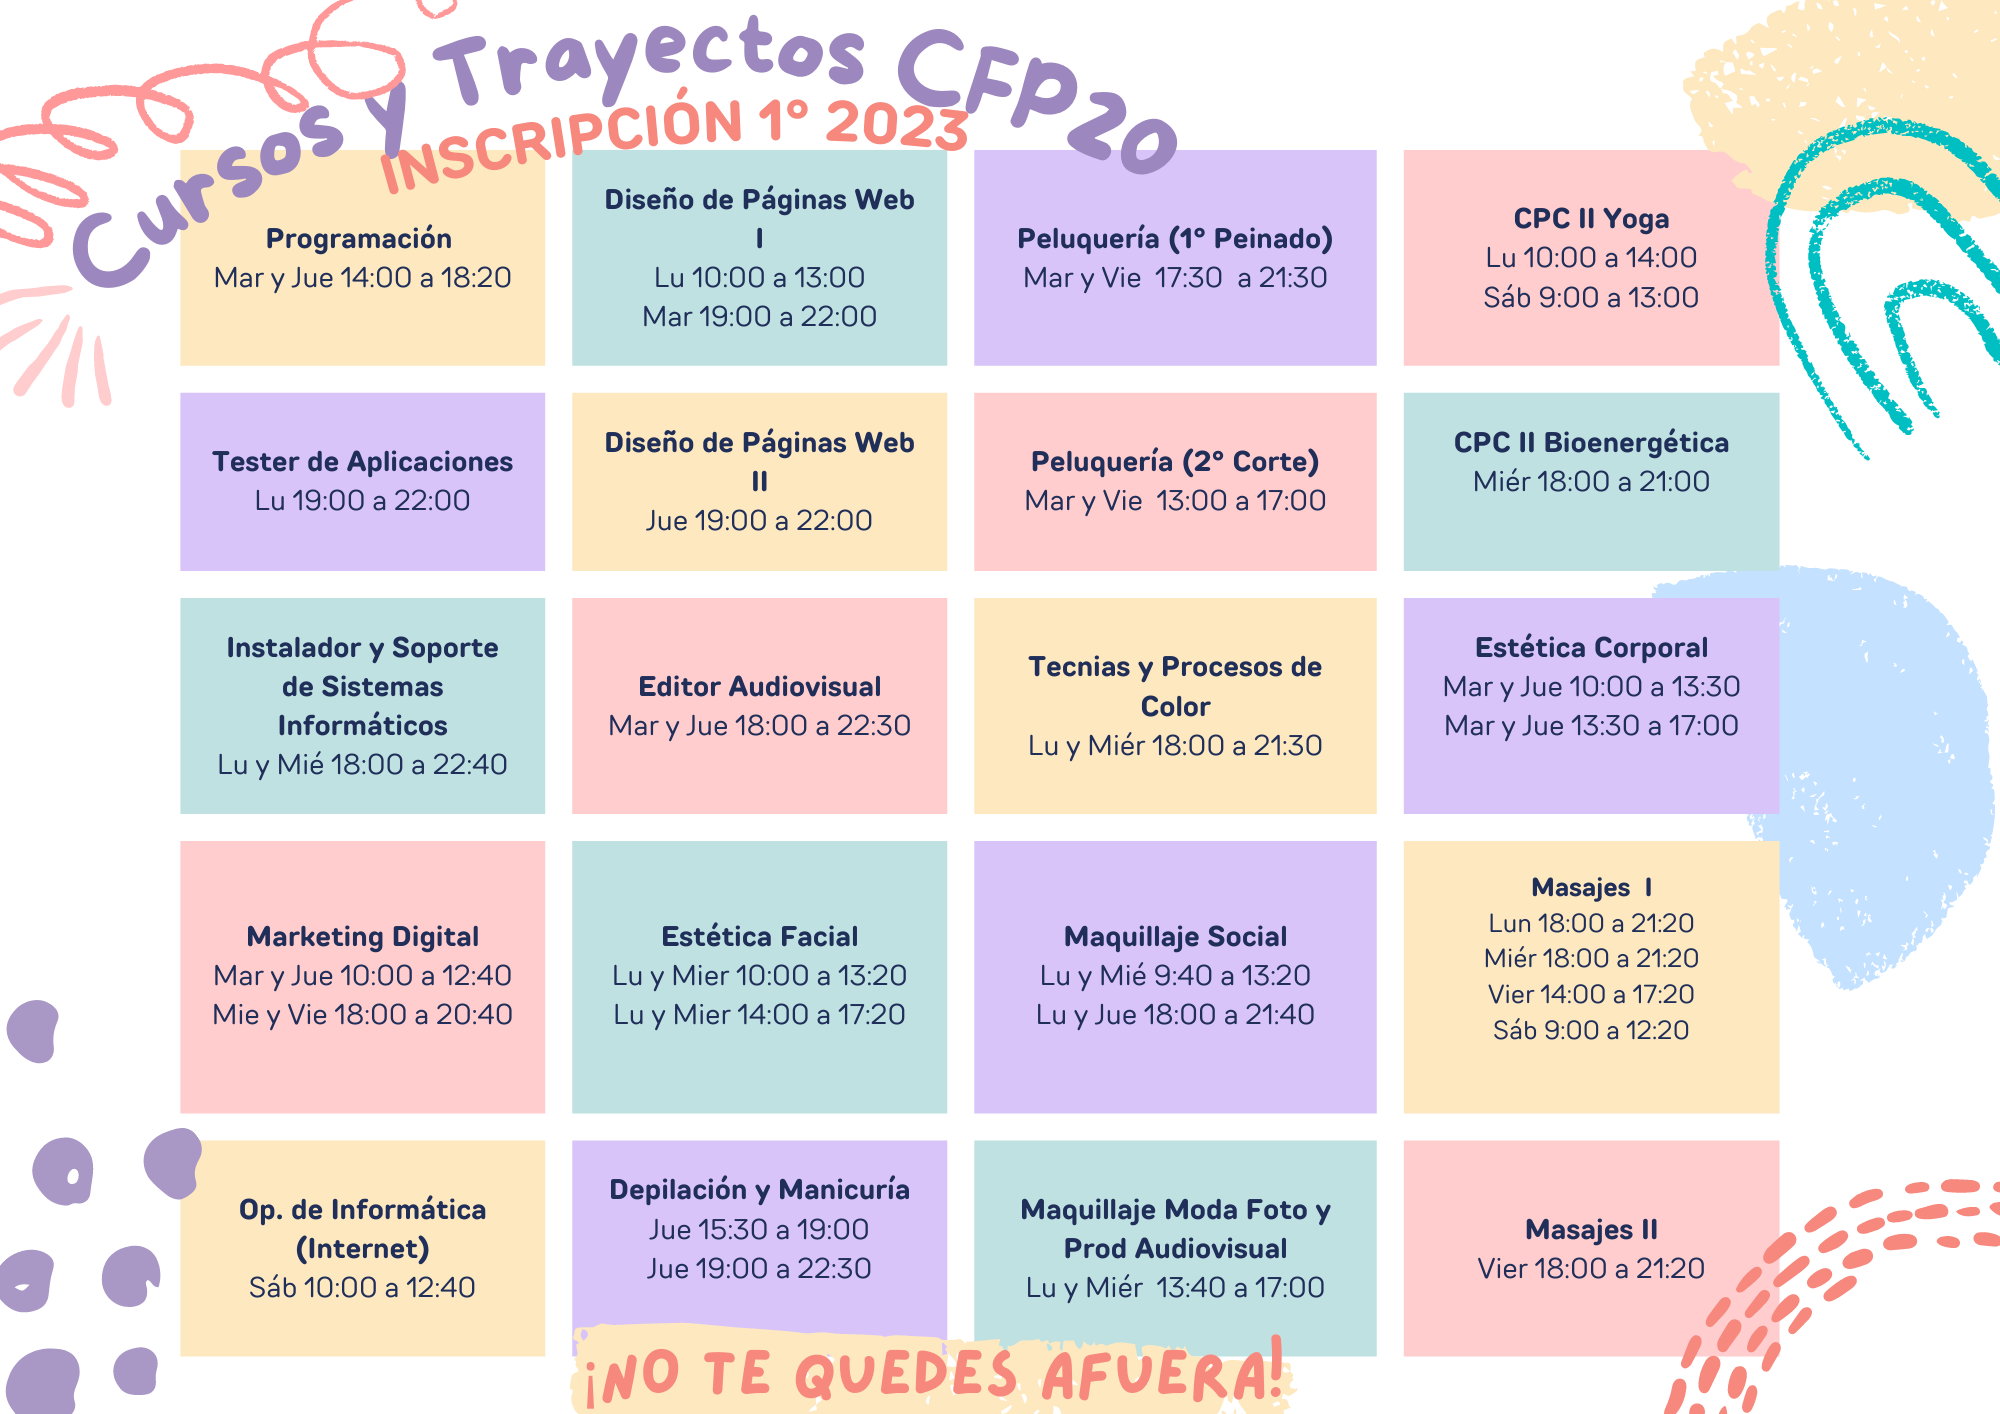 Cursos y Trayectos CFP20
INSCRIPCIÓN 1° 2023
Programación
Mar y Jue 14:00 a 18:20
Diseño de Páginas Web
I
Lu 10:00 a 13:00
Mar 19:00 a 22:00
Peluquería (1° Peinado)
Mar y Vie 17:30 a 21:30
CPC II Yoga
Lu 10:00 a 14:00
Sáb 9:00 a 13:00
Tester de Aplicaciones
Lu 19:00 a 22:00
Diseño de Páginas Web
II
Jue 19:00 a 22:00
Peluquería (2° Corte)
Mar y Vie 13:00 a 17:00
CPC II Bioenergética
Miér 18:00 a 21:00
Instalador y Soporte
de Sistemas
Informáticos
Lu y Mié 18:00 a 22:40
Editor Audiovisual
Mar y Jue 18:00 a 22:30
Tecnias y Procesos de
Color
Lu y Miér 18:00 a 21:30
Estética Corporal
Mar y Jue 10:00 a 13:30
Mar y Jue 13:30 a 17:00
Marketing Digital
Mar y Jue 10:00 a 12:40
Mie y Vie 18:00 a 20:40
Estética Facial
Lu y Mier 10:00 a 13:20
Lu y Mier 14:00 a 17:20
Maquillaje Social
Lu y Mié 9:40 a 13:20
Lu y Jue 18:00 a 21:40
Masajes I
Lun 18:00 a 21:20
Miér 18:00 a 21:20
Vier 14:00 a 17:20
Sáb 9:00 a 12:20
Op. de Informática
(Internet)
Sáb 10:00 a 12:40
Depilación y Manicuría
Jue 15:30 a 19:00
Jue 19:00 a 22:30
Maquillaje Moda Foto y
Prod Audiovisual
Lu y Miér 13:40 a 17:00
Masajes II
Vier 18:00 a 21:20
¡NO TE QUEDES AFUERA!